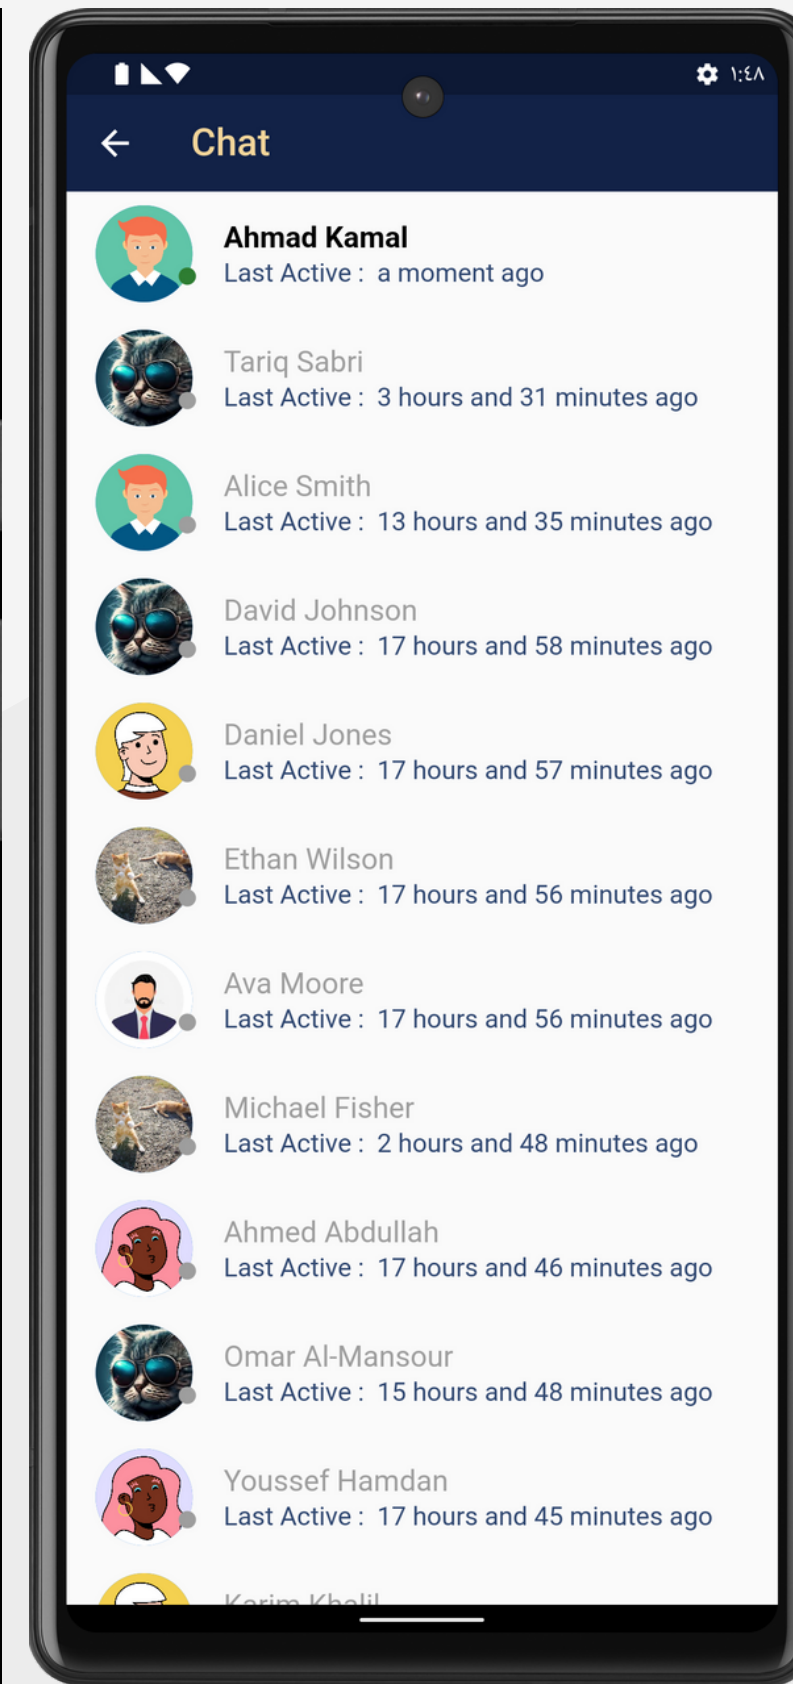 ١:٤٨
Chat
Ahmad Kamal
Last Active : a moment ago
Tariq Sabri
Last Active : 3 hours and 31 minutes ago
Alice Smith
Last Active : 13 hours and 35 minutes ago
David Johnson
Last Active : 17 hours and 58 minutes ago
Daniel Jones
Last Active : 17 hours and 57 minutes ago
Ethan Wilson
Last Active : 17 hours and 56 minutes ago
Ava Moore
Last Active : 17 hours and 56 minutes ago
Michael Fisher
Last Active : 2 hours and 48 minutes ago
Ahmed Abdullah
Last Active : 17 hours and 46 minutes ago
Omar Al-Mansour
Last Active : 15 hours and 48 minutes ago
Youssef Hamdan
Last Active : 17 hours and 45 minutes ago
Karim Khalil